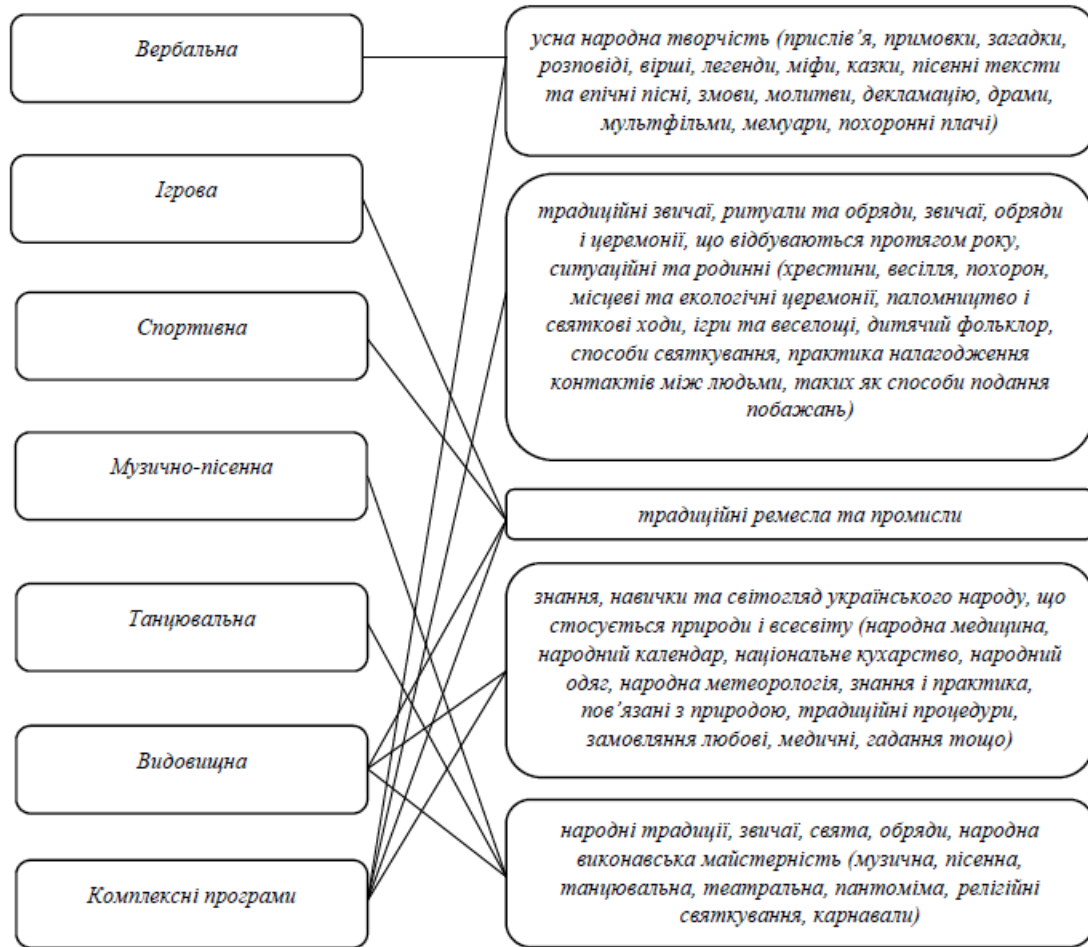 Вербальна
Ігрова
Спортивна
Музично-пісенна
Танцювальна
Видовищна
Комплексні програми
усна народна творчість (прислів’я, примовки, загадки,
розповіді, вірші, легенди, міфи, казки, пісенні тексти
та епічні пісні, змови, молитви, декламацію, драми,
мультфільми, мемуари, похоронні плачі)
традиційні звичаї, ритуали та обряди, звичаї, обряди
і церемонії, що відбуваються протягом року,
ситуаційні та родинні (хрестини, весілля, похорон,
місцеві та екологічні церемонії, паломництво і
святкові ходи, ігри та веселощі, дитячий фольклор,
способи святкування, практика налагодження
контактів між людьми, таких як способи подання
побажань)
традиційні ремесла та промисли
знання, навички та світогляд українського народу, що
стосується природи і всесвіту (народна медицина,
народний календар, національне кухарство, народний
одяг, народна метеорологія, знання і практика,
пов’язані з природою, традиційні процедури,
замовляння любові, медичні, гадання тощо)
народні традиції, звичаї, свята, обряди, народна
виконавська майстерність (музична, пісенна,
танцювальна, театральна, пантоміма, релігійні
святкування, карнавали)